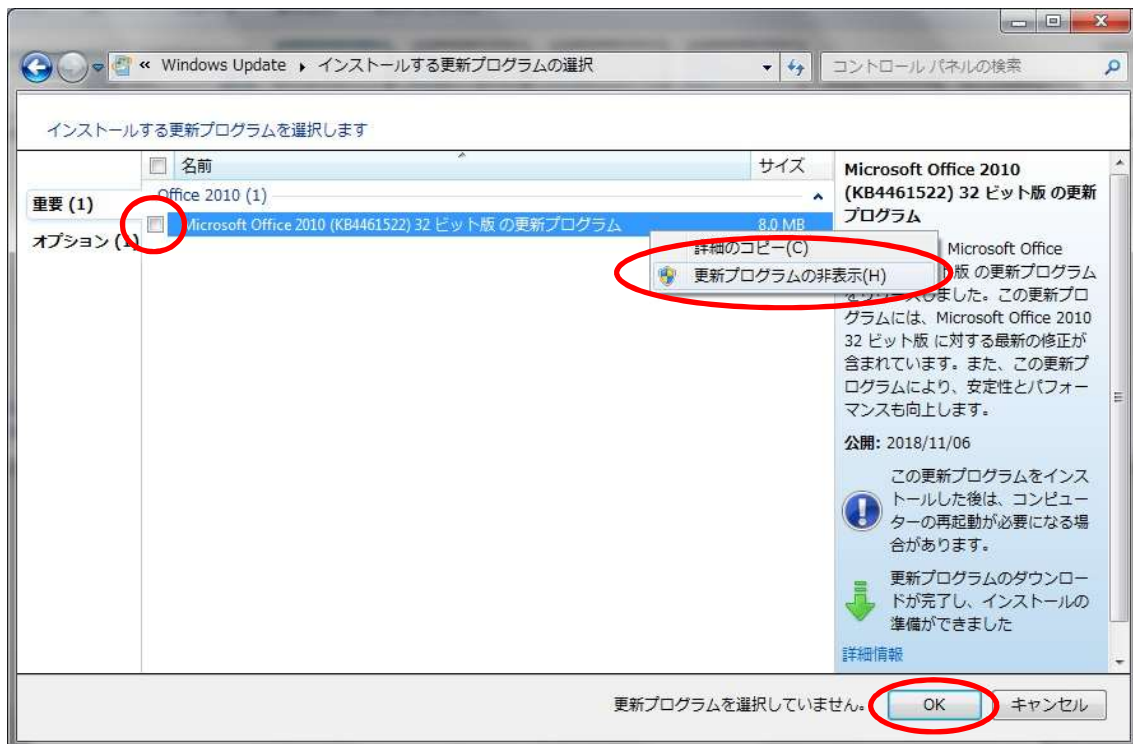 « Windows Update ▸ インストールする更新プログラムの選択
コントロール パネルの検索
インストールする更新プログラムを選択します
重要 (1)
オプション (1)
名前 サイズ
Office 2010 (1)
Microsoft Office 2010 (KB4461522) 32 ビット版 の更新プログラム 8.0 MB
詳細のコピー(C)
更新プログラムの非表示(H)
Microsoft Office 2010
(KB4461522) 32 ビット版 の更新
プログラム
Microsoft Office
版 の更新プログラム
をリリースしました。この更新プロ
グラムには、Microsoft Office 2010
32 ビット版 に対する最新の修正が
含まれています。また、この更新プ
ログラムにより、安定性とパフォー
マンスも向上します。
公開: 2018/11/06
この更新プログラムをインス
トールした後は、コンピュー
ターの再起動が必要になる場
合があります。
更新プログラムのダウンロー
ドが完了し、インストールの
準備ができました
詳細情報
更新プログラムを選択していません。 OK キャンセル